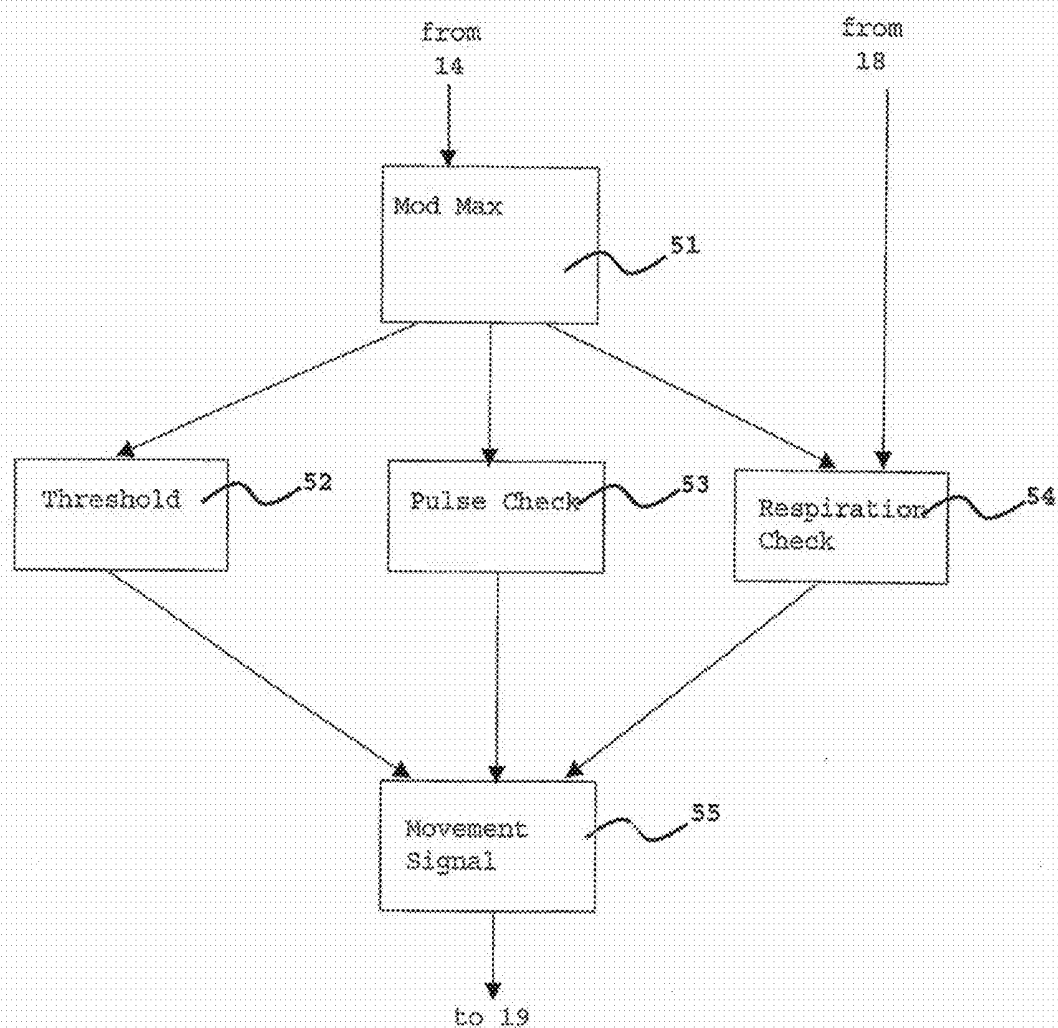 from
14
from
18
Mod Max
51
Threshold
52
Pulse Check
53
Respiration
Check
54
Movement
Signal
55
to 19